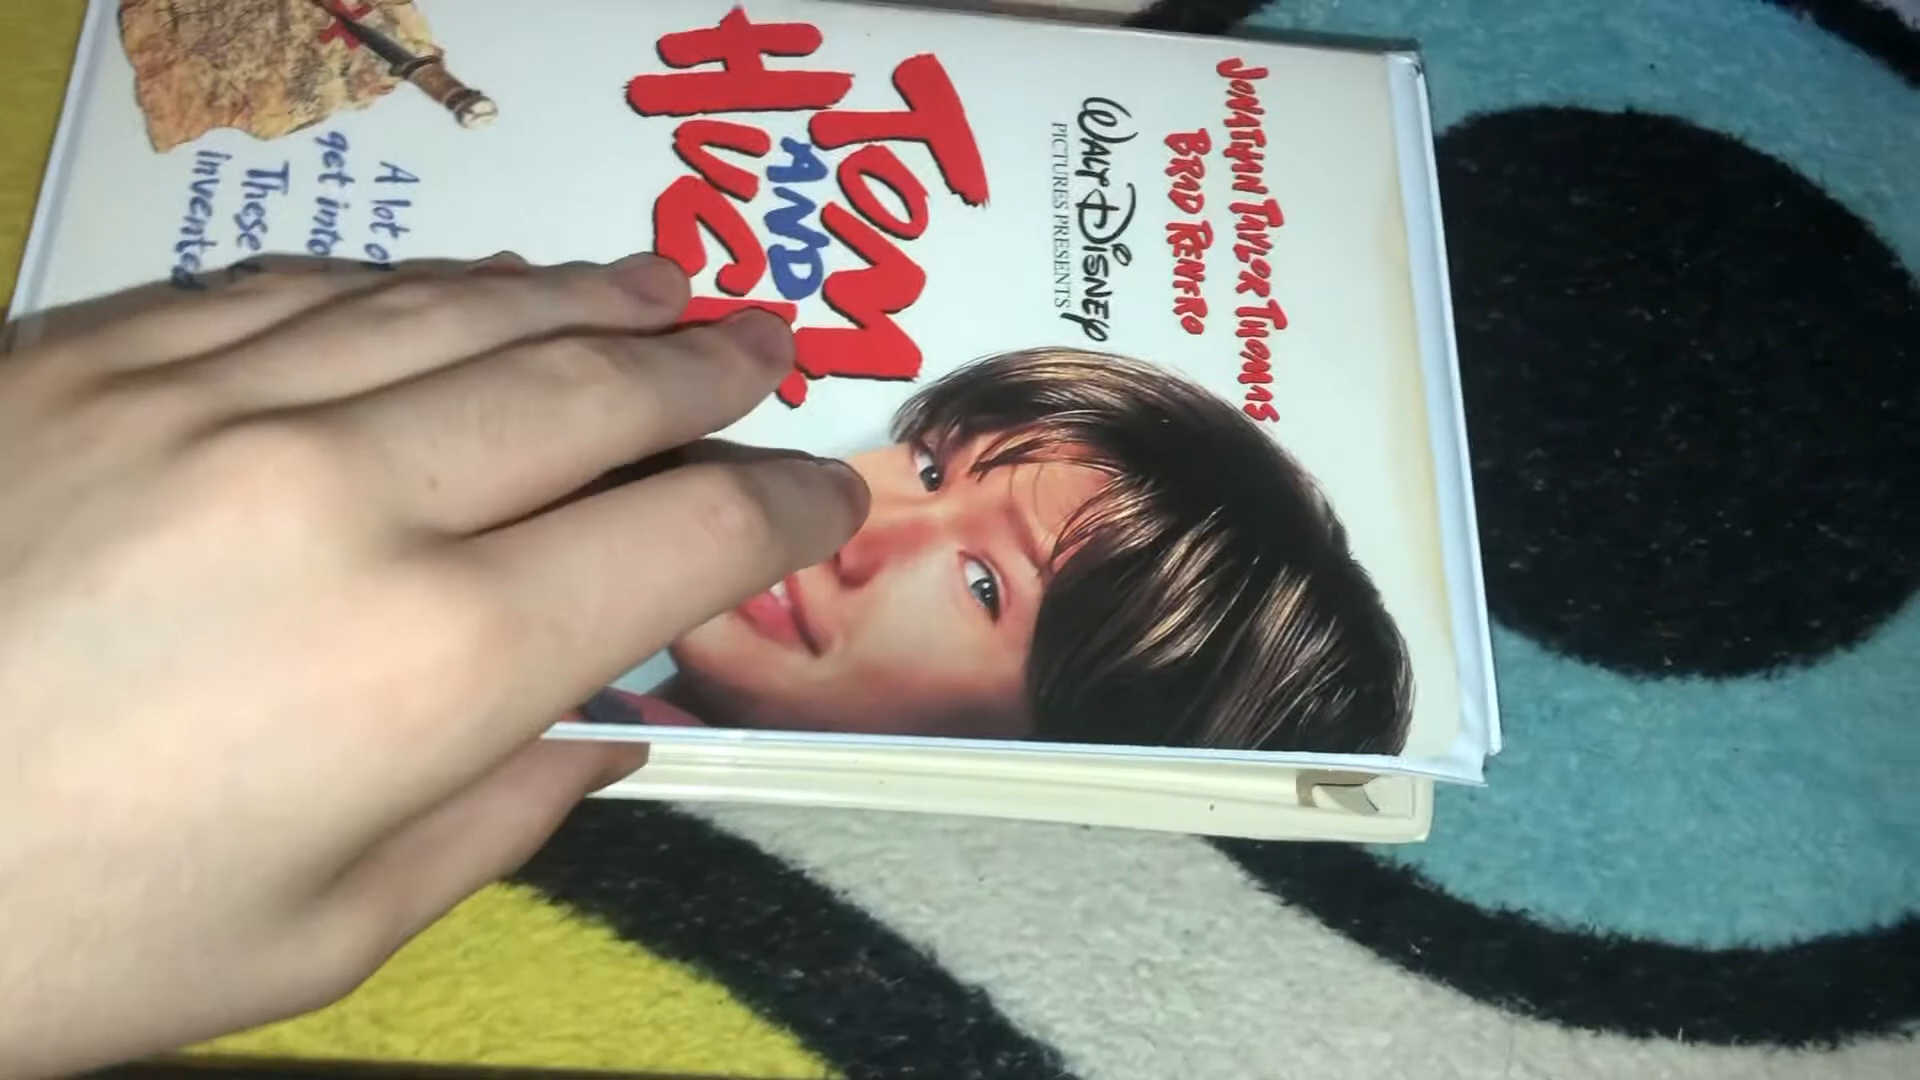 JONATHAN TAYLOR THOMAS
BRAD RENFRO
WALT DISNEY
PICTURES PRESENTS
TOM
AND
HUCK
A lot
get into
These
invented